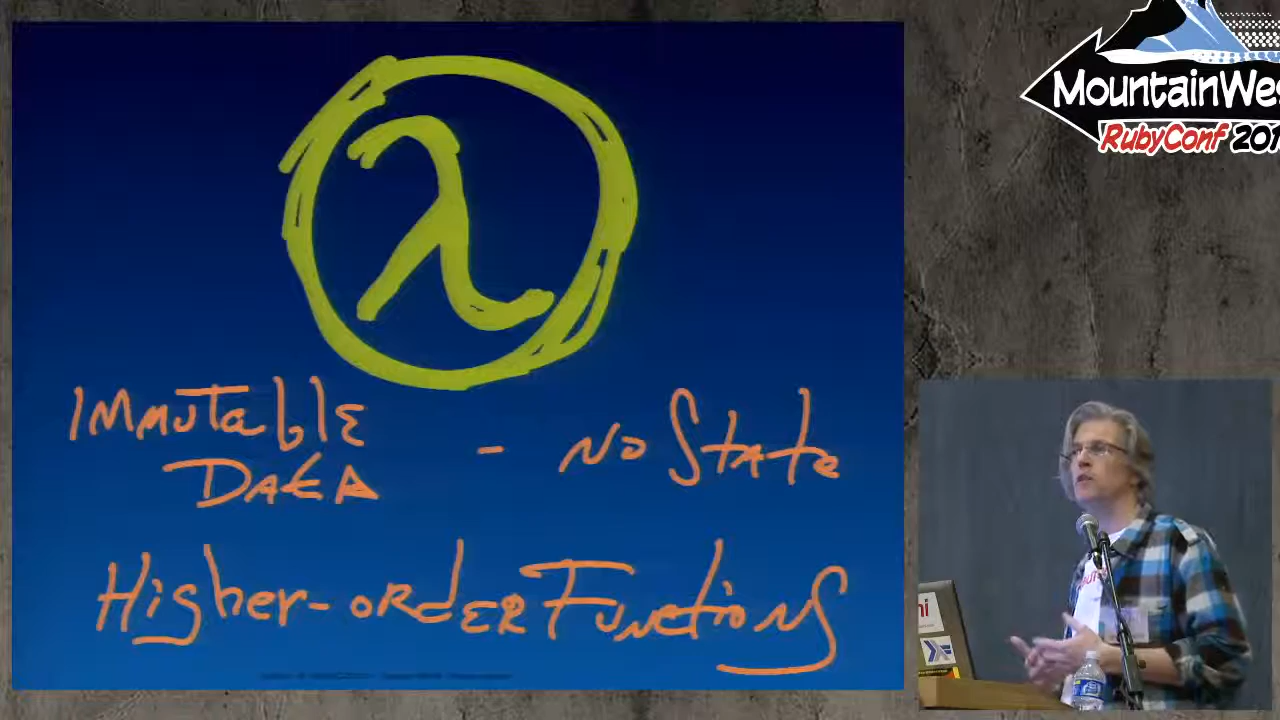 MountainWes
RubyConf 201
λ
Immutable
Data
- No State
Higher-order Functions